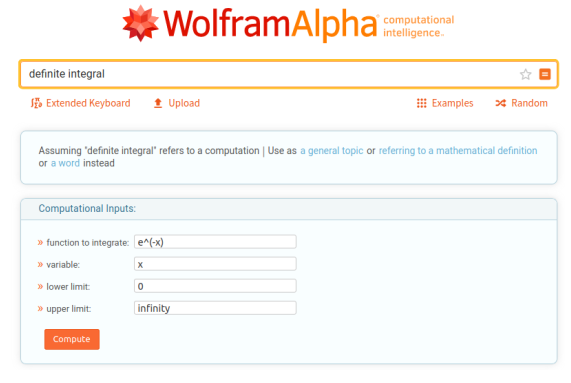 WolframAlpha computational intelligence.
definite integral
Extended Keyboard Upload Examples Random
Assuming "definite integral" refers to a computation | Use as a general topic or referring to a mathematical definition
or a word instead
Computational Inputs:
» function to integrate: e^(-x)
» variable: x
» lower limit: 0
» upper limit: infinity
Compute